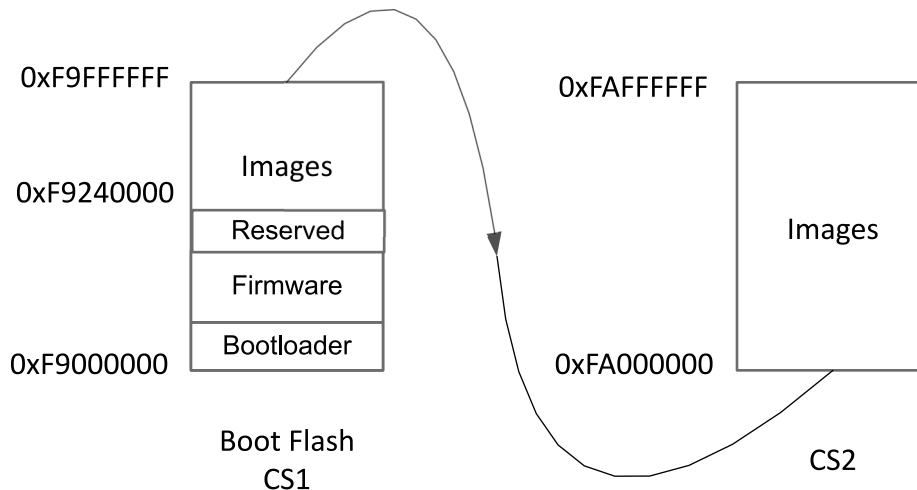 0xF9FFFFFF
Images
0xF9240000
Reserved
Firmware
Bootloader
0xF9000000
Boot Flash
CS1
0xFAFFFFFF
Images
0xFA000000
CS2